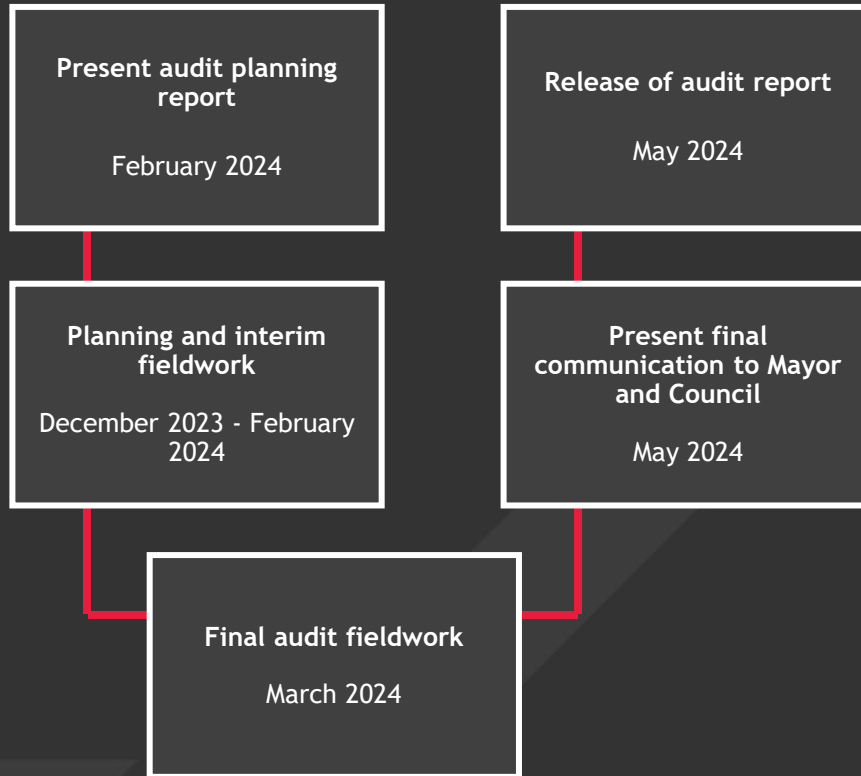 Present audit planning
report
February 2024
Planning and interim
fieldwork
December 2023 - February
2024
Final audit fieldwork
March 2024
Present final
communication to Mayor
and Council
May 2024
Release of audit report
May 2024